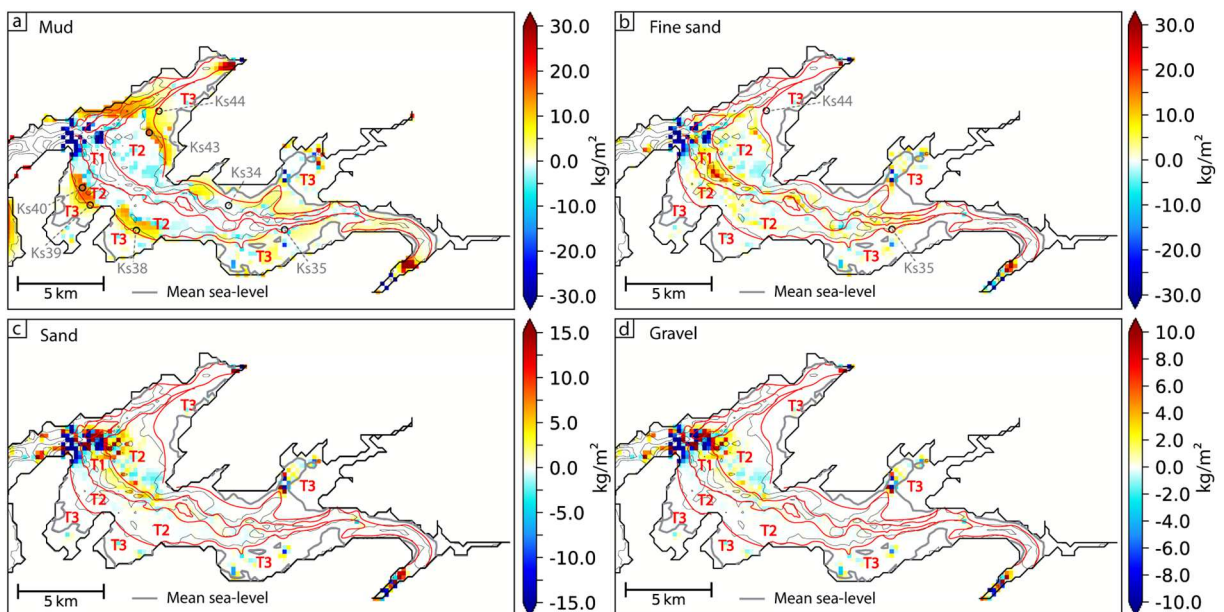 a Mud
T3
Ks44
Ks43
T1
T2
T2
Ks34
T3
Ks40
T3
T2
Ks39
T3
Ks38
T3
Ks35
5 km
Mean sea-level
30.0
20.0
10.0
0.0
-10.0
-20.0
-30.0
kg/m²
b Fine sand
T3
Ks44
T1
T2
T2
T3
T3
T2
T3
T3
Ks35
5 km
Mean sea-level
30.0
20.0
10.0
0.0
-10.0
-20.0
-30.0
kg/m²
c Sand
T3
T2
T1
T3
T2
T2
T3
T3
T3
5 km
Mean sea-level
15.0
10.0
5.0
0.0
-5.0
-10.0
-15.0
kg/m²
d Gravel
T3
T2
T1
T3
T2
T2
T3
T3
T3
5 km
Mean sea-level
10.0
8.0
6.0
4.0
2.0
0.0
-2.0
-4.0
-6.0
-8.0
-10.0
kg/m²